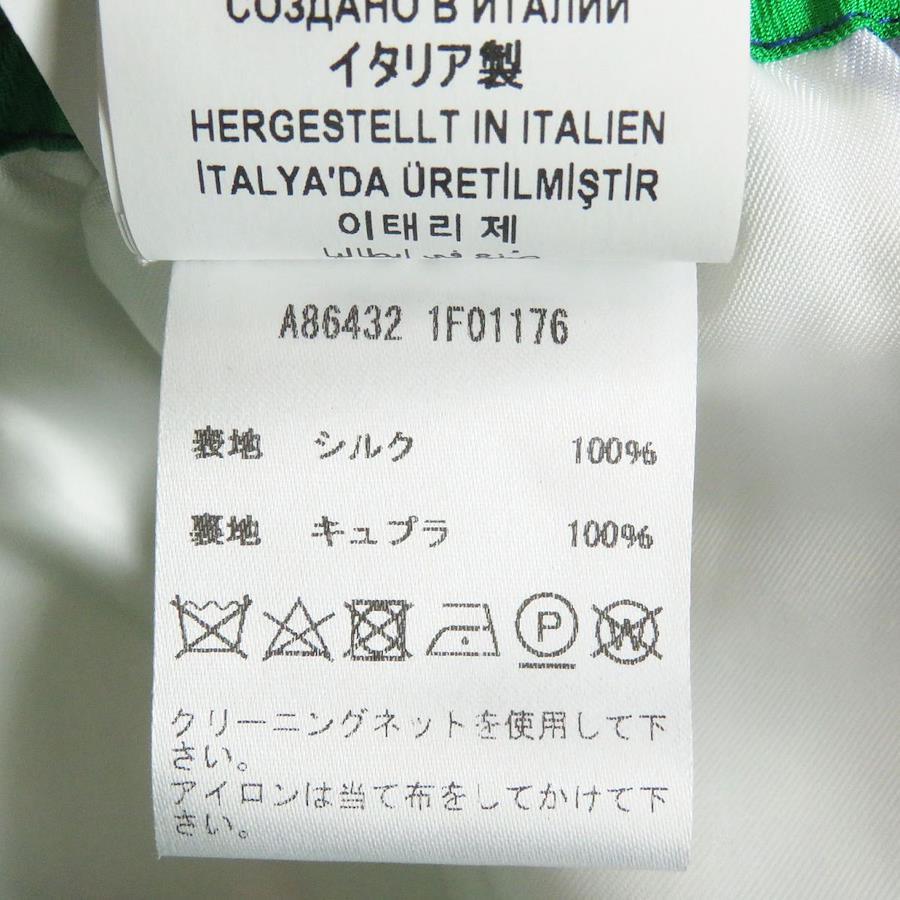 СОЗДАНО В ИТАЛИИ
イタリア製
HERGESTELLT IN ITALIEN
İTALYA'DA ÜRETİLMİŞTİR
이태리 제
صنع في إيطاليا
A86432 1F01176
表地 シルク 100%
裏地 キュプラ 100%
P W
クリーニングネットを使用して下
さい。
アイロンは当て布をしてかけて下
さい。